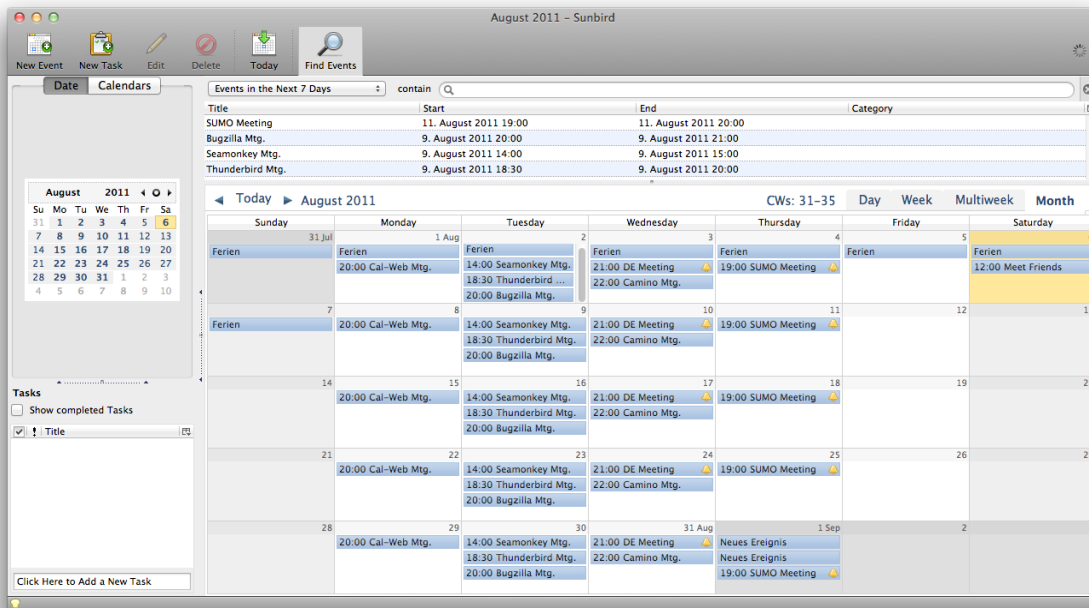 August 2011 – Sunbird
New Event New Task Edit Delete Today Find Events
Date Calendars
Events in the Next 7 Days contain
Title Start End Category
SUMO Meeting 11. August 2011 19:00 11. August 2011 20:00
Bugzilla Mtg. 9. August 2011 20:00 9. August 2011 21:00
Seamonkey Mtg. 9. August 2011 14:00 9. August 2011 15:00
Thunderbird Mtg. 9. August 2011 18:30 9. August 2011 20:00
August 2011
Su Mo Tu We Th Fr Sa
31 1 2 3 4 5 6
7 8 9 10 11 12 13
14 15 16 17 18 19 20
21 22 23 24 25 26 27
28 29 30 31 1 2 3
4 5 6 7 8 9 10
Tasks
Show completed Tasks
! Title
Click Here to Add a New Task
Today August 2011 CWs: 31–35 Day Week Multiweek Month
Sunday Monday Tuesday Wednesday Thursday Friday Saturday
31 Jul 1 Aug 2 3 4 5
Ferien Ferien Ferien Ferien Ferien Ferien Ferien
20:00 Cal-Web Mtg. 14:00 Seamonkey Mtg. 21:00 DE Meeting 19:00 SUMO Meeting 12:00 Meet Friends
18:30 Thunderbird ... 22:00 Camino Mtg.
20:00 Bugzilla Mtg.
7 8 9 10 11 12
Ferien 20:00 Cal-Web Mtg. 14:00 Seamonkey Mtg. 21:00 DE Meeting 19:00 SUMO Meeting
18:30 Thunderbird Mtg. 22:00 Camino Mtg.
20:00 Bugzilla Mtg.
14 15 16 17 18 19
20:00 Cal-Web Mtg. 14:00 Seamonkey Mtg. 21:00 DE Meeting 19:00 SUMO Meeting
18:30 Thunderbird Mtg. 22:00 Camino Mtg.
20:00 Bugzilla Mtg.
21 22 23 24 25 26
20:00 Cal-Web Mtg. 14:00 Seamonkey Mtg. 21:00 DE Meeting 19:00 SUMO Meeting
18:30 Thunderbird Mtg. 22:00 Camino Mtg.
20:00 Bugzilla Mtg.
28 29 30 31 Aug 1 Sep 2
20:00 Cal-Web Mtg. 14:00 Seamonkey Mtg. 21:00 DE Meeting Neues Ereignis
18:30 Thunderbird Mtg. 22:00 Camino Mtg. Neues Ereignis
20:00 Bugzilla Mtg. 19:00 SUMO Meeting